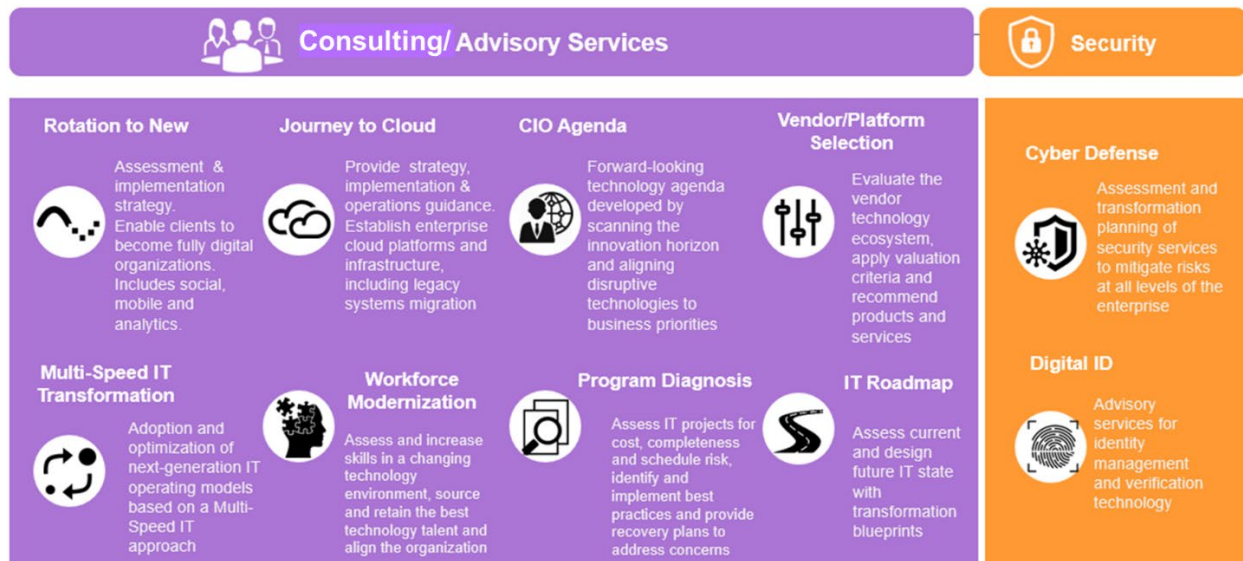 Consulting/ Advisory Services
Security
Rotation to New
Assessment &
implementation
strategy.
Enable clients to
become fully digital
organizations.
Includes social,
mobile and
analytics.
Journey to Cloud
Provide strategy,
implementation &
operations guidance.
Establish enterprise
cloud platforms and
infrastructure,
including legacy
systems migration
CIO Agenda
Forward-looking
technology agenda
developed by
scanning the
innovation horizon
and aligning
disruptive
technologies to
business priorities
Vendor/Platform
Selection
Evaluate the
vendor
technology
ecosystem,
apply valuation
criteria and
recommend
products and
services
Cyber Defense
Assessment and
transformation
planning of
security services
to mitigate risks
at all levels of the
enterprise
Multi-Speed IT
Transformation
Adoption and
optimization of
next-generation IT
operating models
based on a Multi-
Speed IT
approach
Workforce
Modernization
Assess and increase
skills in a changing
technology
environment, source
and retain the best
technology talent and
align the organization
Program Diagnosis
Assess IT projects for
cost, completeness
and schedule risk,
identify and
implement best
practices and provide
recovery plans to
address concerns
IT Roadmap
Assess current
and design
future IT state
with
transformation
blueprints
Digital ID
Advisory
services for
identity
management
and verification
technology